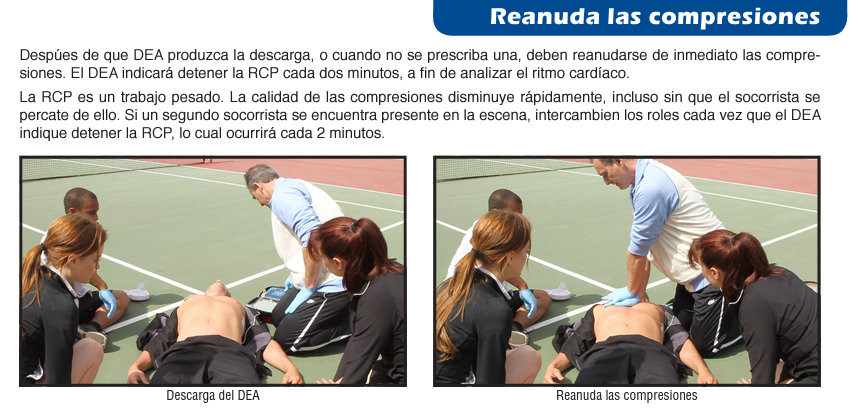 Reanuda las compresiones
Despúes de que DEA produzca la descarga, o cuando no se prescriba una, deben reanudarse de inmediato las compre-
siones. El DEA indicará detener la RCP cada dos minutos, a fin de analizar el ritmo cardíaco.
La RCP es un trabajo pesado. La calidad de las compresiones disminuye rápidamente, incluso sin que el socorrista se
percate de ello. Si un segundo socorrista se encuentra presente en la escena, intercambien los roles cada vez que el DEA
indique detener la RCP, lo cual ocurrirá cada 2 minutos.
Descarga del DEA
Reanuda las compresiones